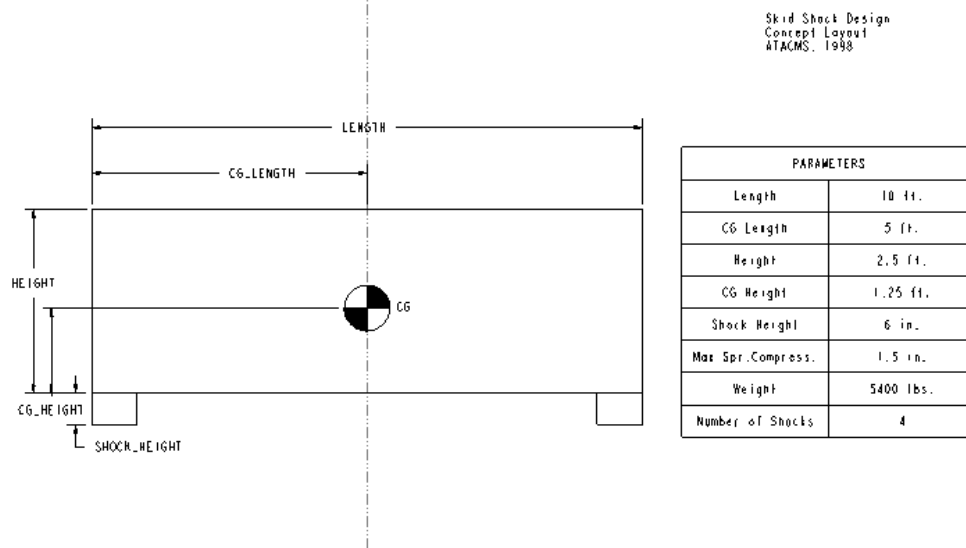 Skid Shock Design
Concept Layout
ATACMS, 1998
LENGTH
CG_LENGTH
HEIGHT
CG
CG_HEIGHT
SHOCK_HEIGHT
PARAMETERS
Length 10 ft.
CG Length 5 ft.
Height 2.5 ft.
CG Height 1.25 ft.
Shock Height 6 in.
Max Spr.Compress. 1.5 in.
Weight 5400 lbs.
Number of Shocks 4